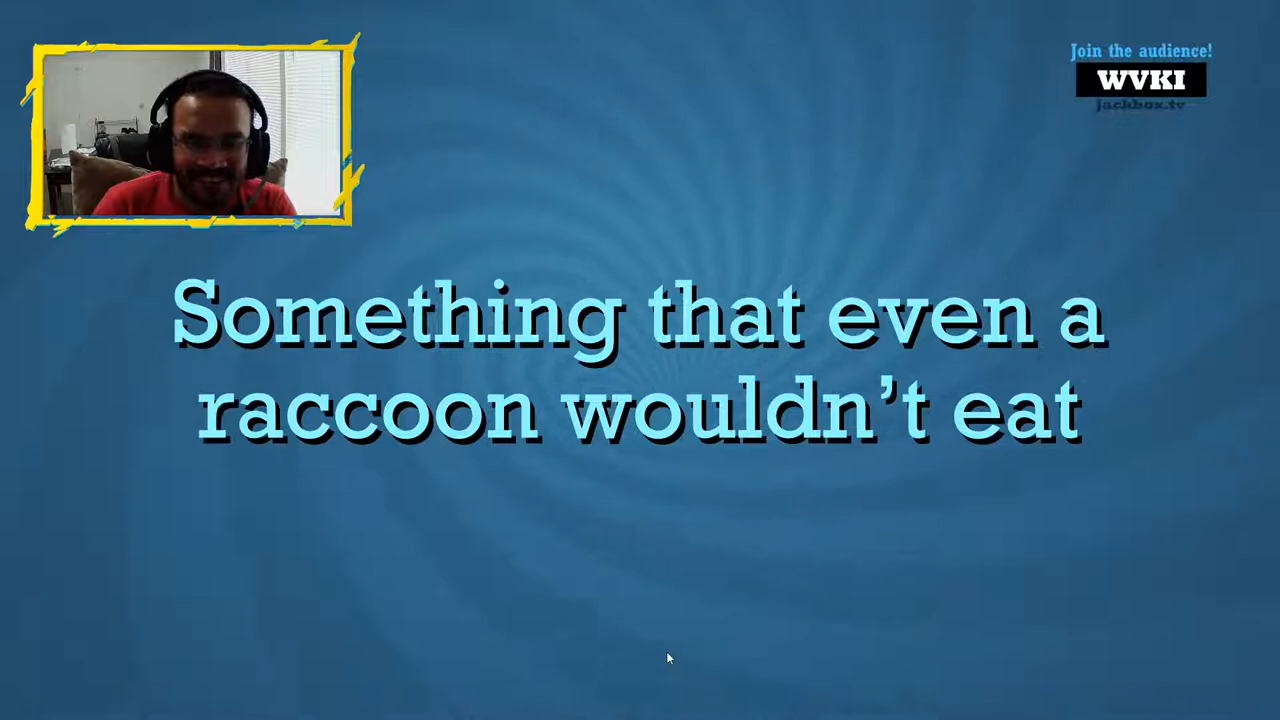 Join the audience!
WVKI
jackbox.tv
Something that even a
raccoon wouldn't eat